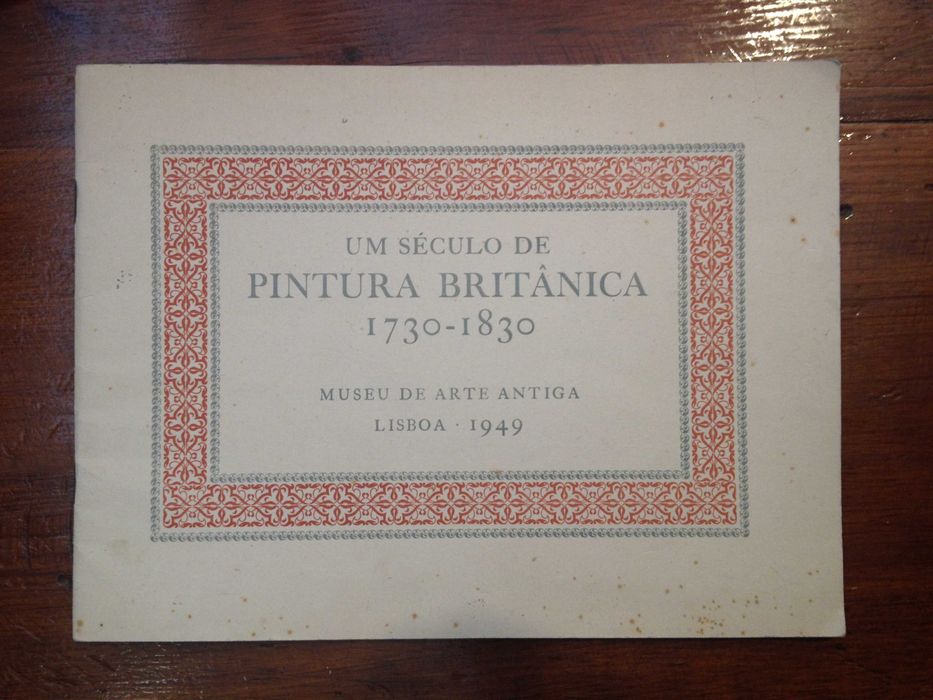 UM SÉCULO DE
PINTURA BRITÂNICA
1730-1830
MUSEU DE ARTE ANTIGA
LISBOA · 1949